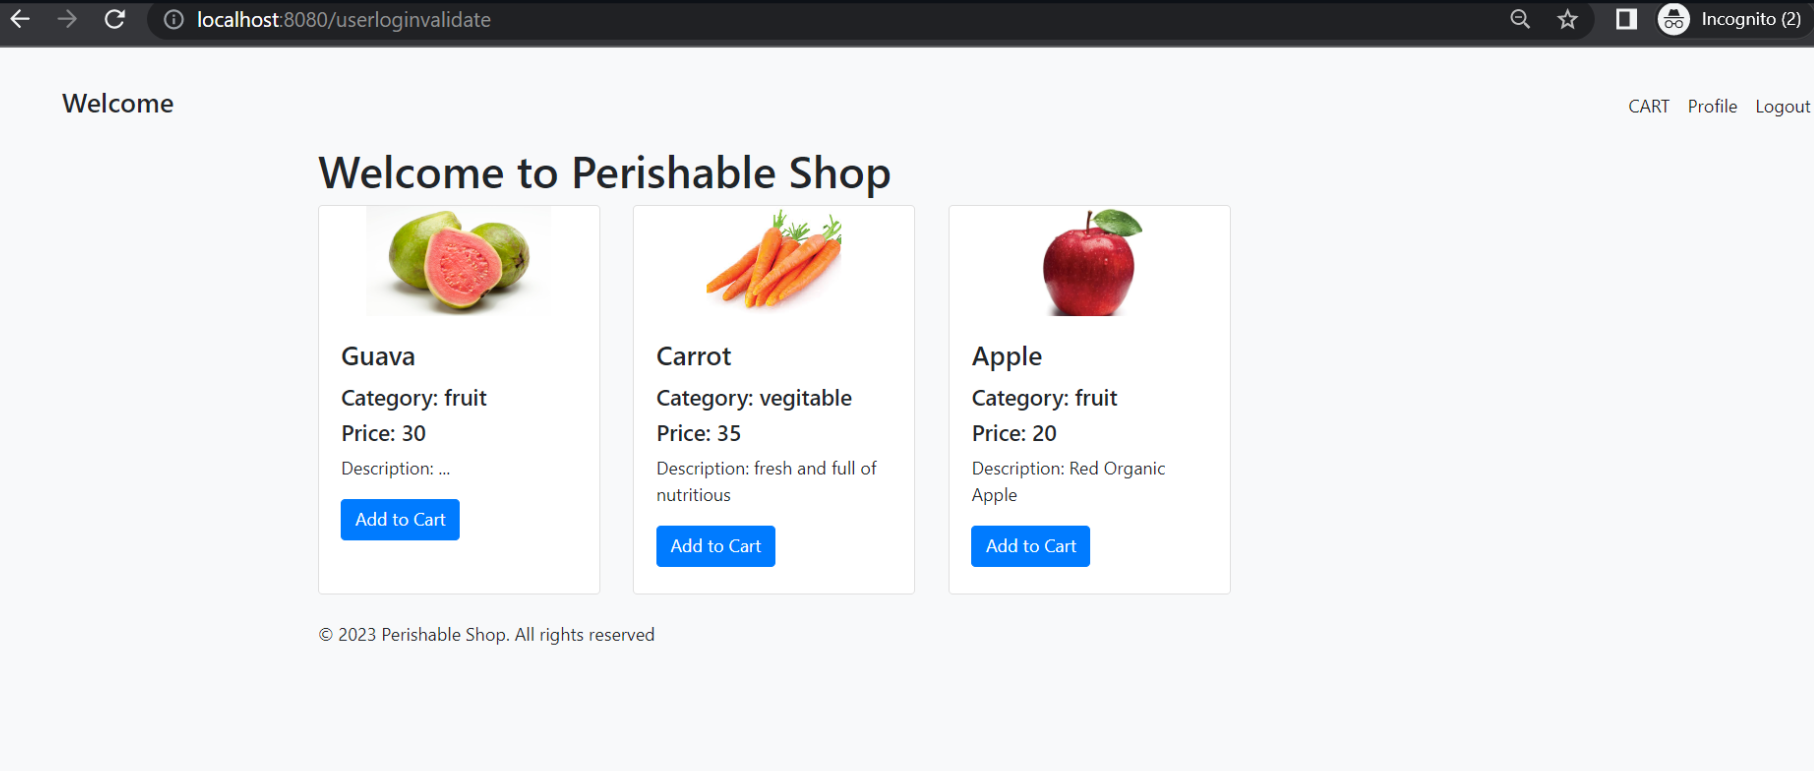 localhost:8080/userloginvalidate
Incognito (2)
Welcome
CART Profile Logout
Welcome to Perishable Shop
Guava
Category: fruit
Price: 30
Description: ...
Add to Cart
Carrot
Category: vegitable
Price: 35
Description: fresh and full of
nutritious
Add to Cart
Apple
Category: fruit
Price: 20
Description: Red Organic
Apple
Add to Cart
© 2023 Perishable Shop. All rights reserved